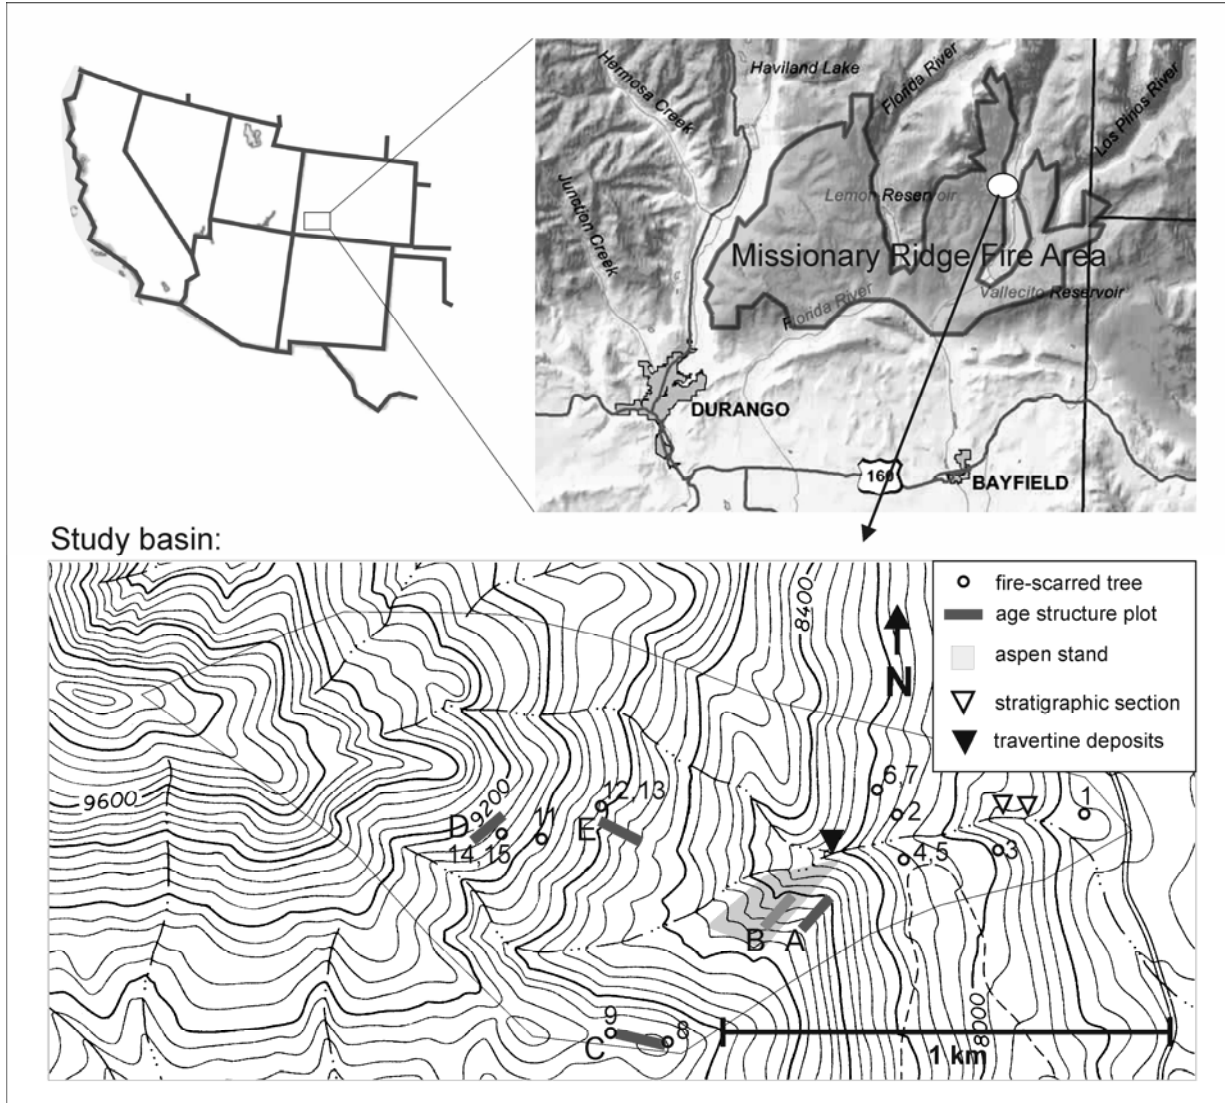 Hermosa Creek
Haviland Lake
Florida River
Los Pinos River
Junction Creek
Lemon Reservoir
Missionary Ridge Fire Area
Vallecito Reservoir
Florida River
DURANGO
160
BAYFIELD
Study basin:
fire-scarred tree
age structure plot
aspen stand
stratigraphic section
travertine deposits
8400
N
9600
9200
D
14,15
11
12,13
E
6,7
2
4,5
3
1
B
A
9
C
8
8000
1 km